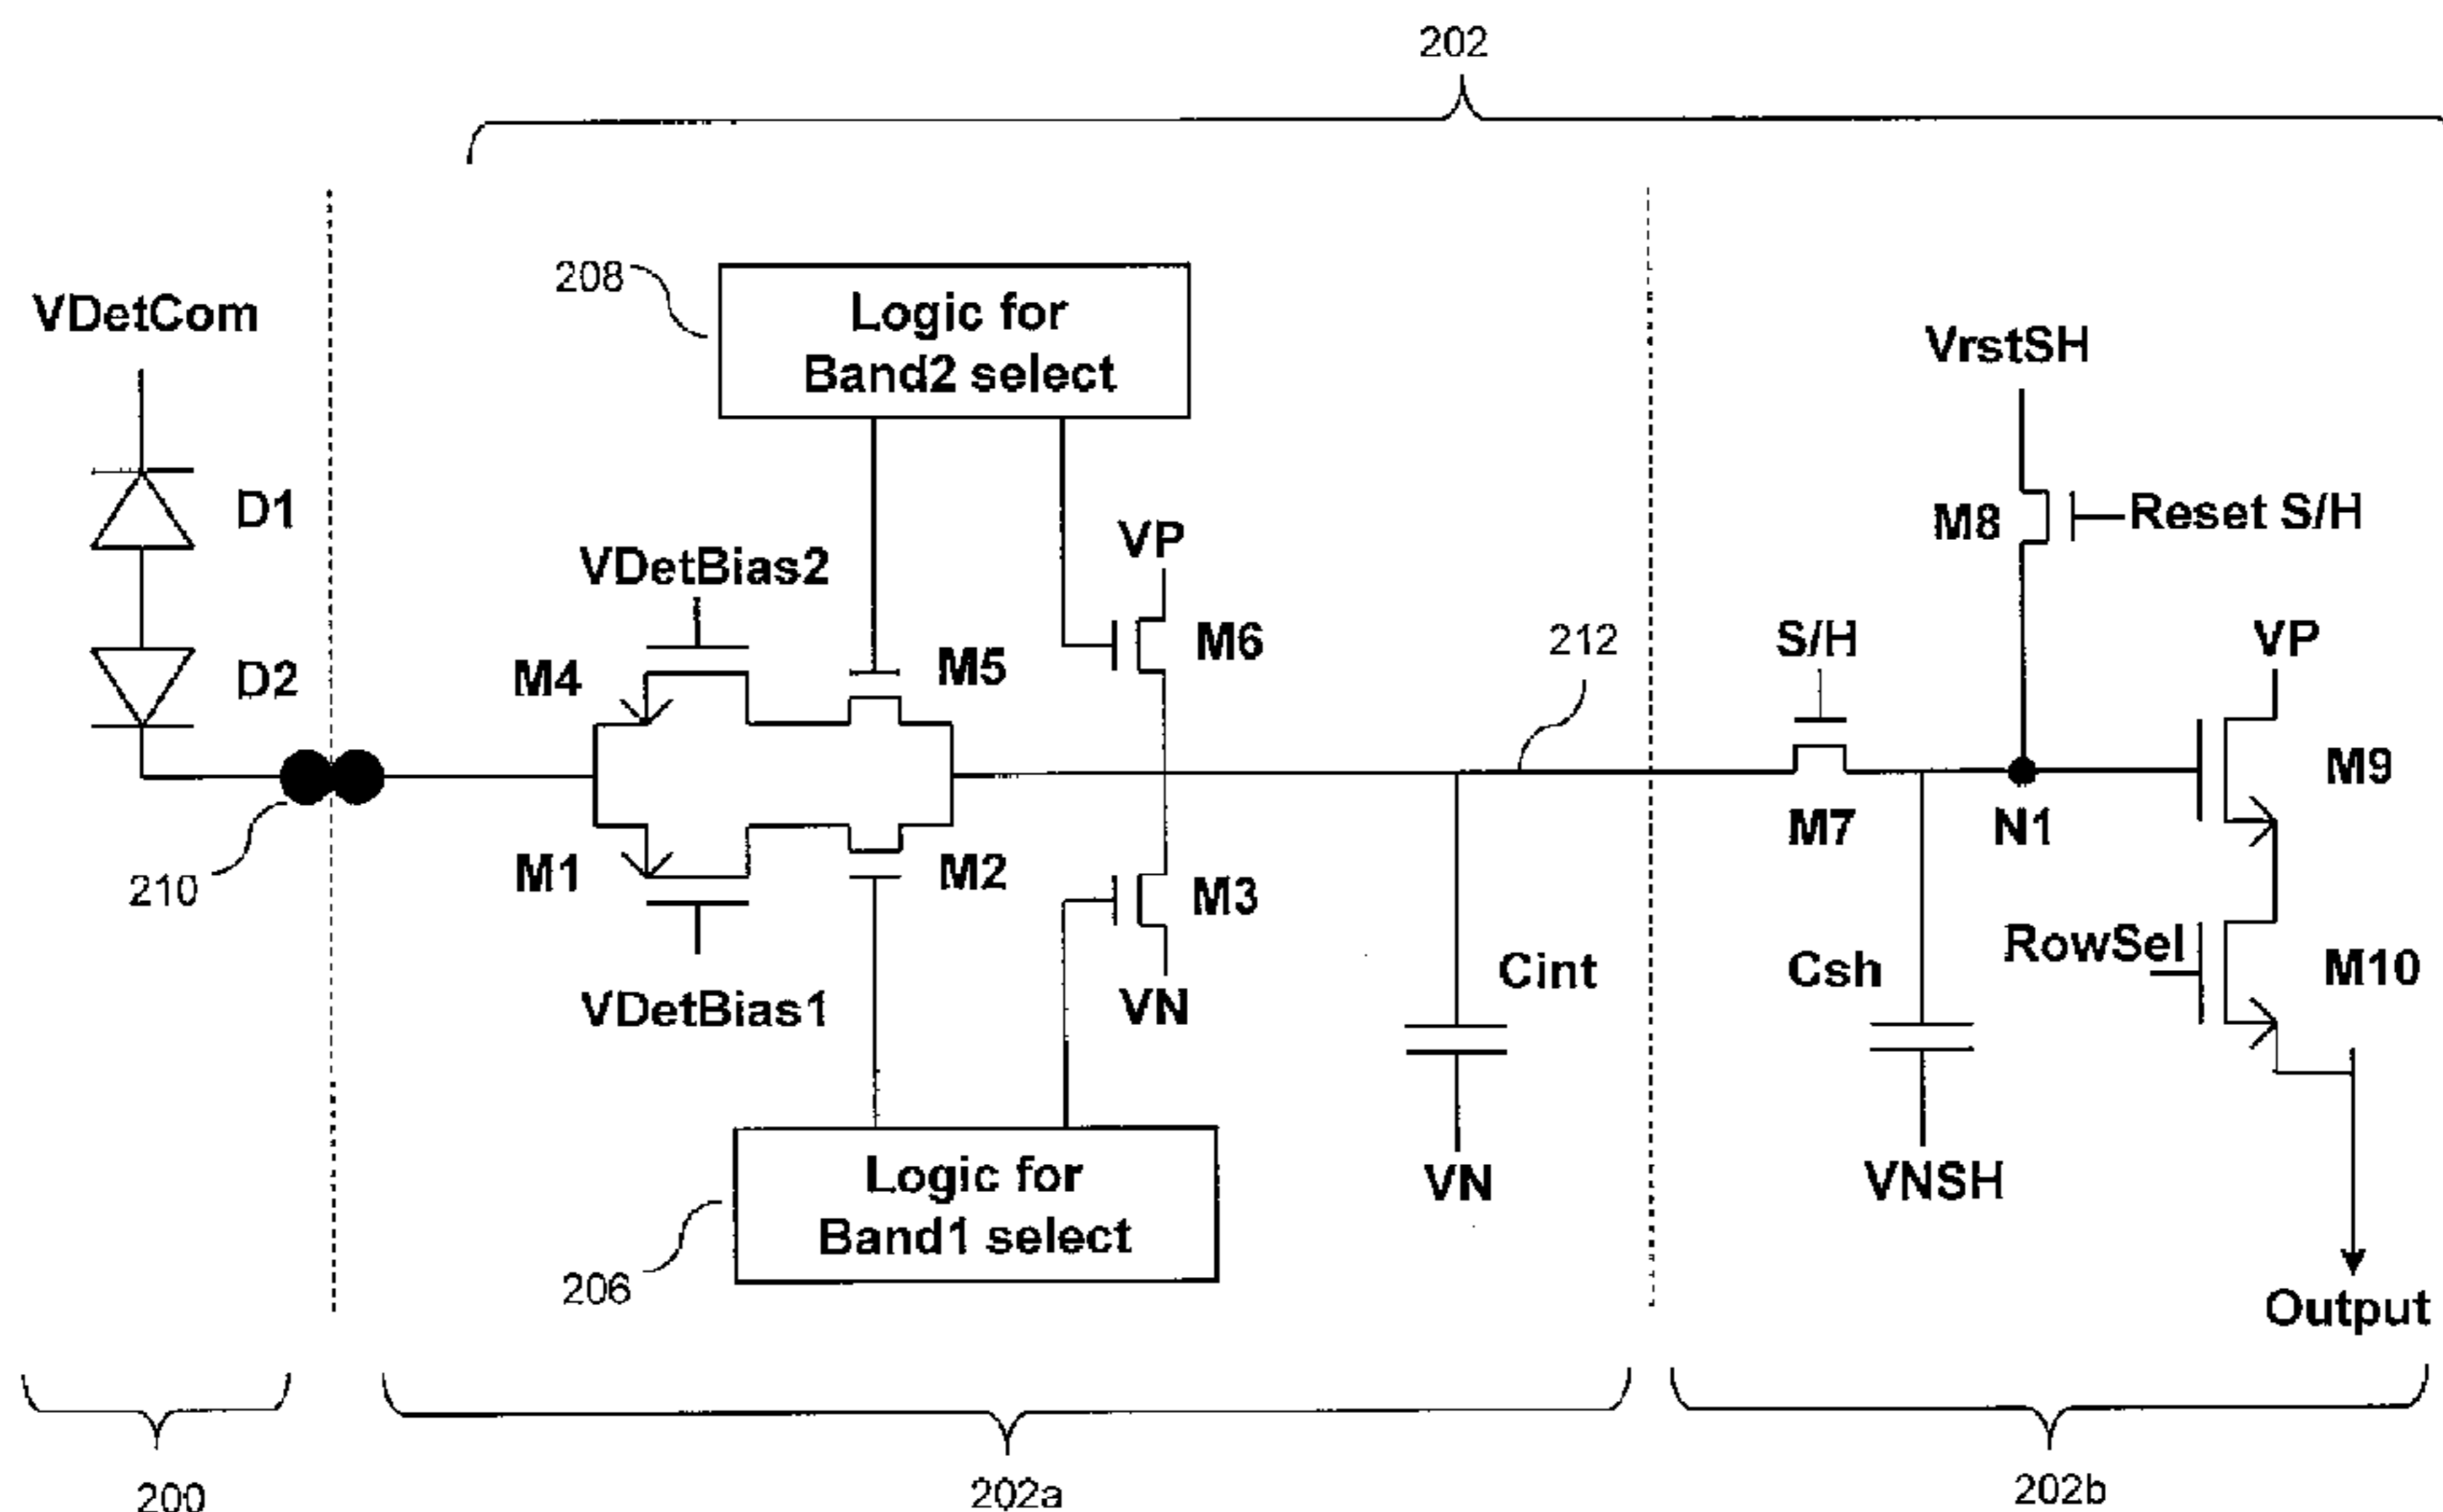 202
208
Logic for
Band2 select
VDetCom
VrstSH
D1
M8
Reset S/H
VP
VDetBias2
M6
S/H
VP
212
M4
M5
D2
M9
M1
M2
M3
M7
N1
210
RowSel
Cint
Csh
M10
VDetBias1
VN
Logic for
Band1 select
VN
VNSH
206
Output
200
202a
202b